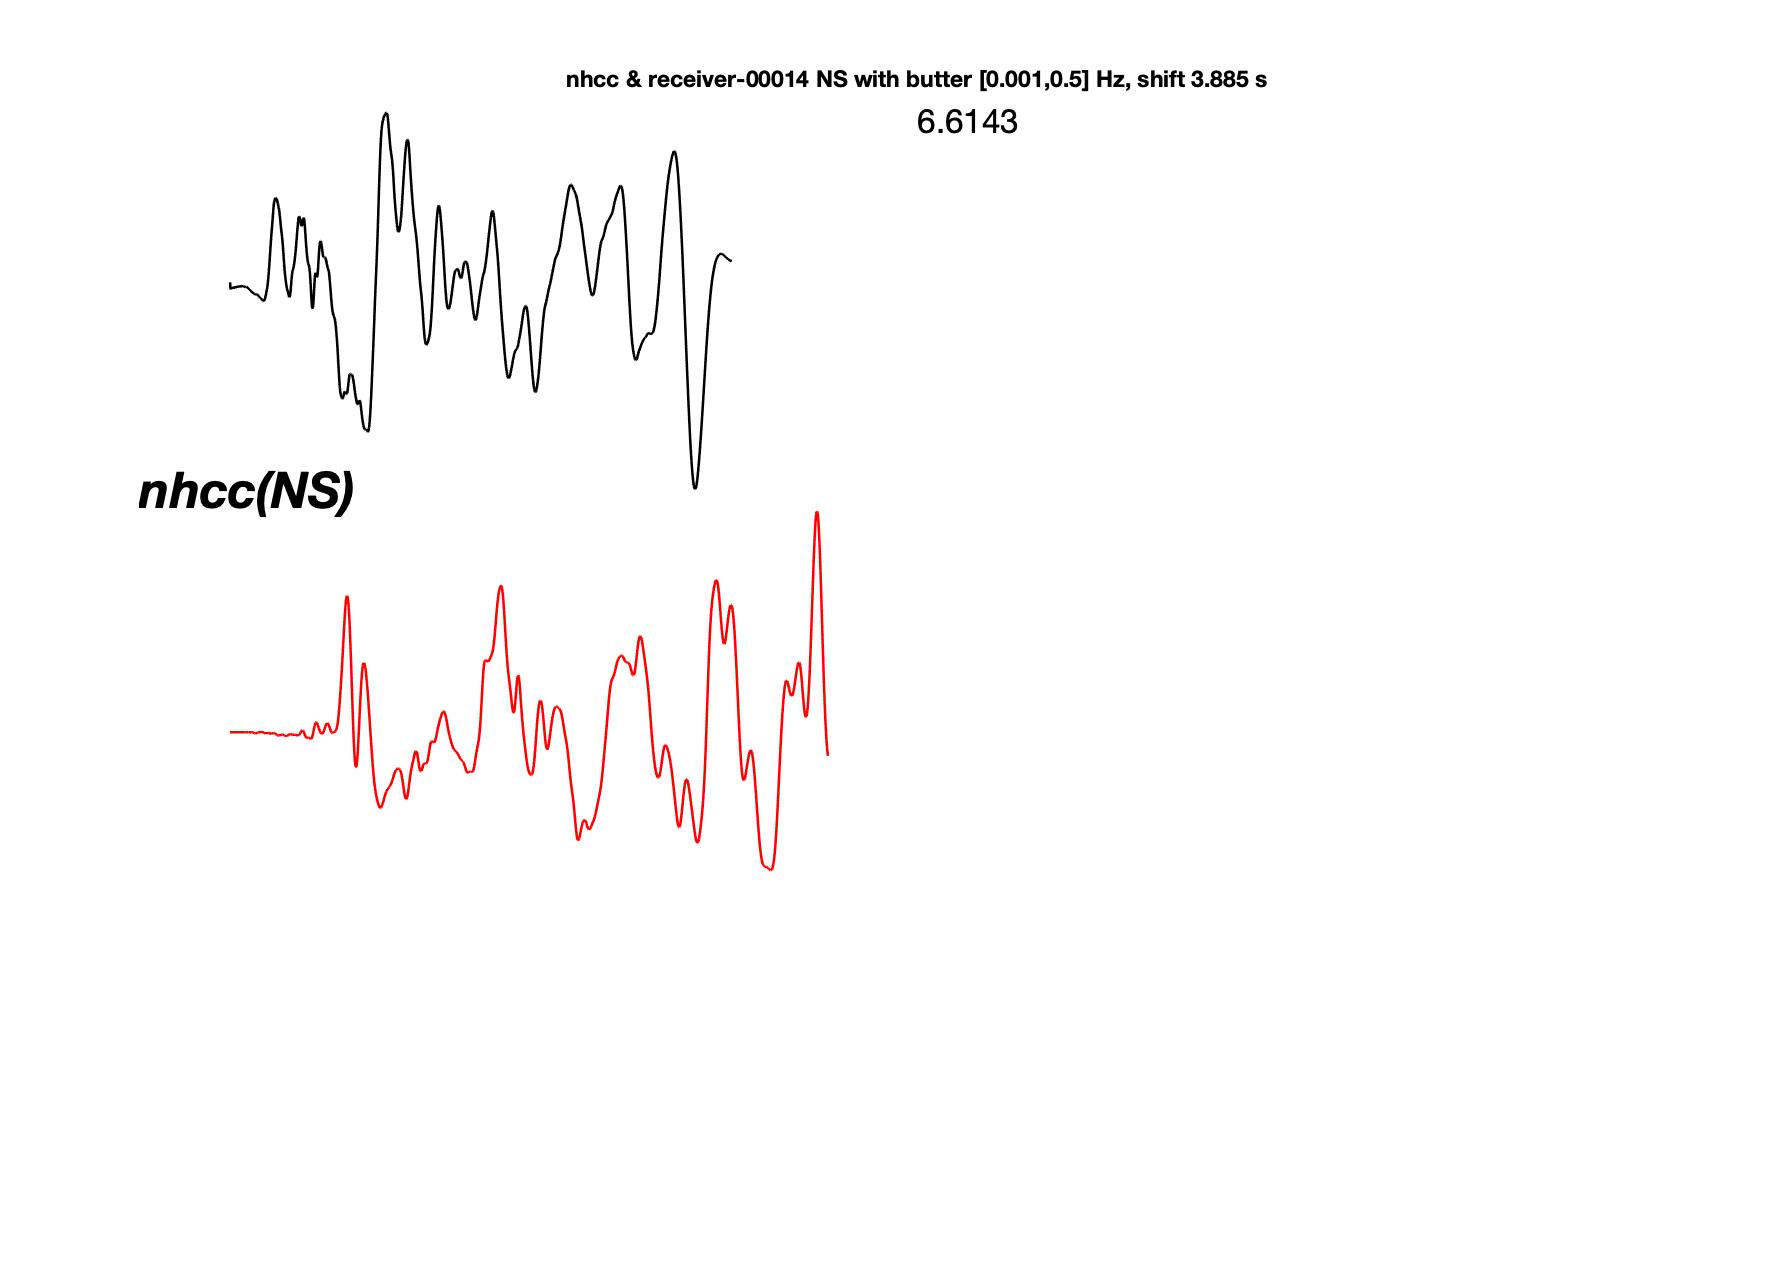 nhcc & receiver-00014 NS with butter [0.001,0.5] Hz, shift 3.885 s
6.6143
nhcc(NS)